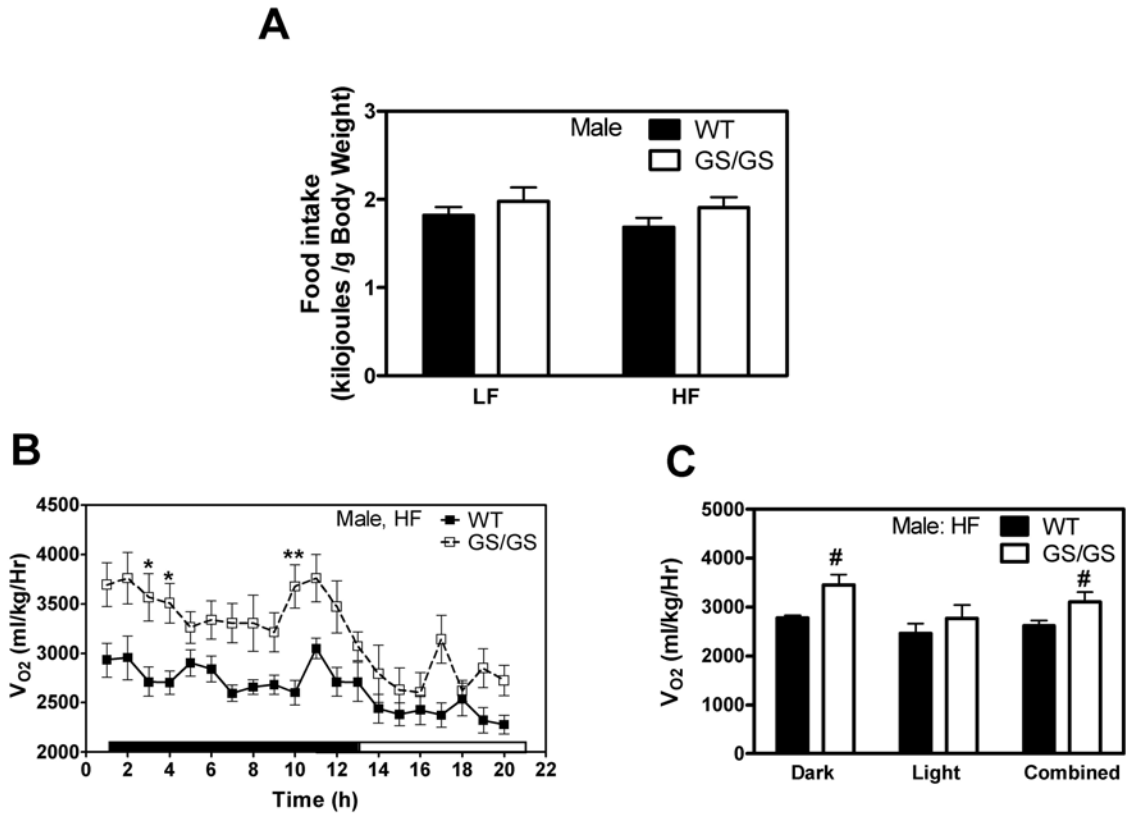 A
Food intake
(kilojoules /g Body Weight)
3
2
1
0
Male
WT
GS/GS
LF
HF
B
V_O2 (ml/kg/Hr)
4500
4000
3500
3000
2500
2000
Male, HF
WT
GS/GS
*
*
**
0 2 4 6 8 10 12 14 16 18 20 22
Time (h)
C
V_O2 (ml/kg/Hr)
5000
4000
3000
2000
1000
0
Male: HF
WT
GS/GS
#
#
Dark
Light
Combined